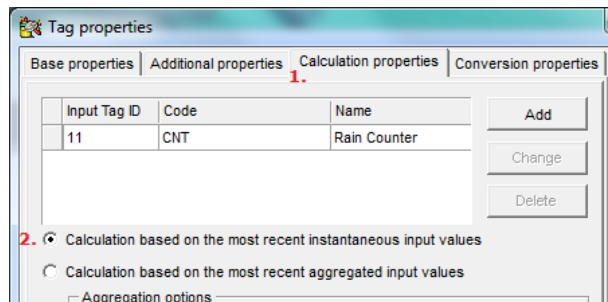 Tag properties
Base properties Additional properties Calculation properties Conversion properties
1.
Input Tag ID Code Name
Add
11 CNT Rain Counter
Change
Delete
2. Calculation based on the most recent instantaneous input values
Calculation based on the most recent aggregated input values
Aggregation options